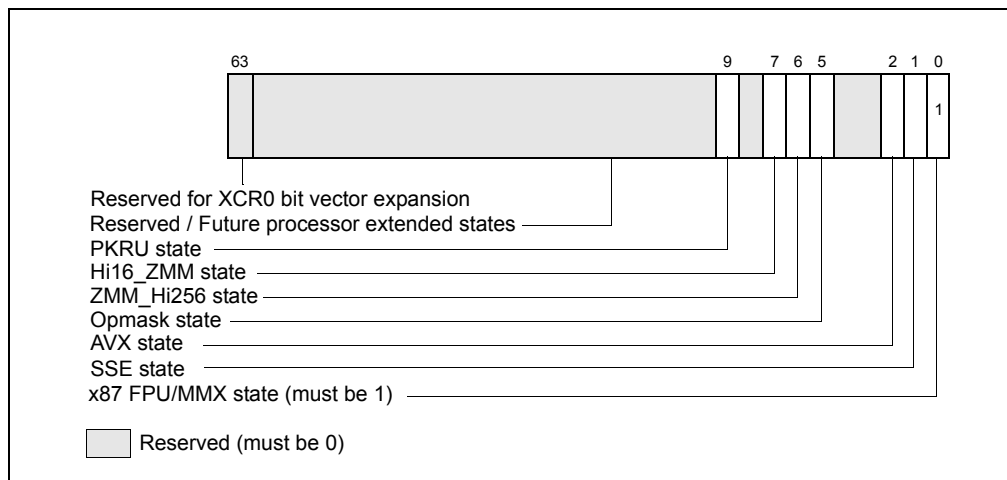 63 9 7 6 5 2 1 0
1
Reserved for XCR0 bit vector expansion
Reserved / Future processor extended states
PKRU state
Hi16_ZMM state
ZMM_Hi256 state
Opmask state
AVX state
SSE state
x87 FPU/MMX state (must be 1)
Reserved (must be 0)